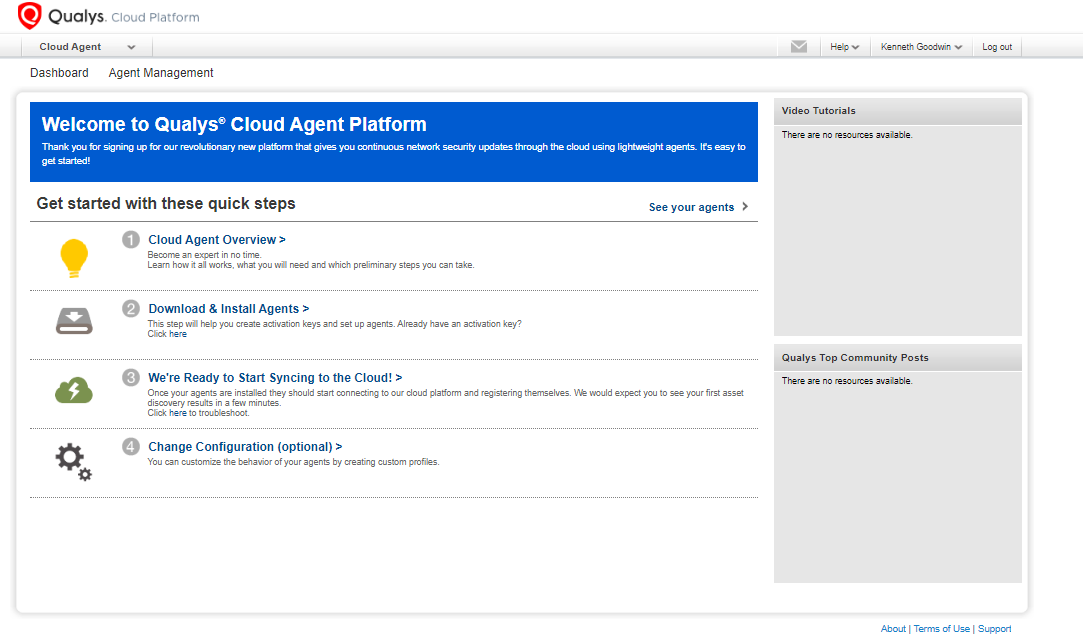 Qualys. Cloud Platform
Cloud Agent
Help
Kenneth Goodwin
Log out
Dashboard
Agent Management
Welcome to Qualys® Cloud Agent Platform
Thank you for signing up for our revolutionary new platform that gives you continuous network security updates through the cloud using lightweight agents. It's easy to
get started!
Get started with these quick steps
See your agents
1 Cloud Agent Overview >
Become an expert in no time.
Learn how it all works, what you will need and which preliminary steps you can take.
2 Download & Install Agents >
This step will help you create activation keys and set up agents. Already have an activation key?
Click here
3 We're Ready to Start Syncing to the Cloud! >
Once your agents are installed they should start connecting to our cloud platform and registering themselves. We would expect you to see your first asset
discovery results in a few minutes.
Click here to troubleshoot.
4 Change Configuration (optional) >
You can customize the behavior of your agents by creating custom profiles.
Video Tutorials
There are no resources available.
Qualys Top Community Posts
There are no resources available.
About | Terms of Use | Support